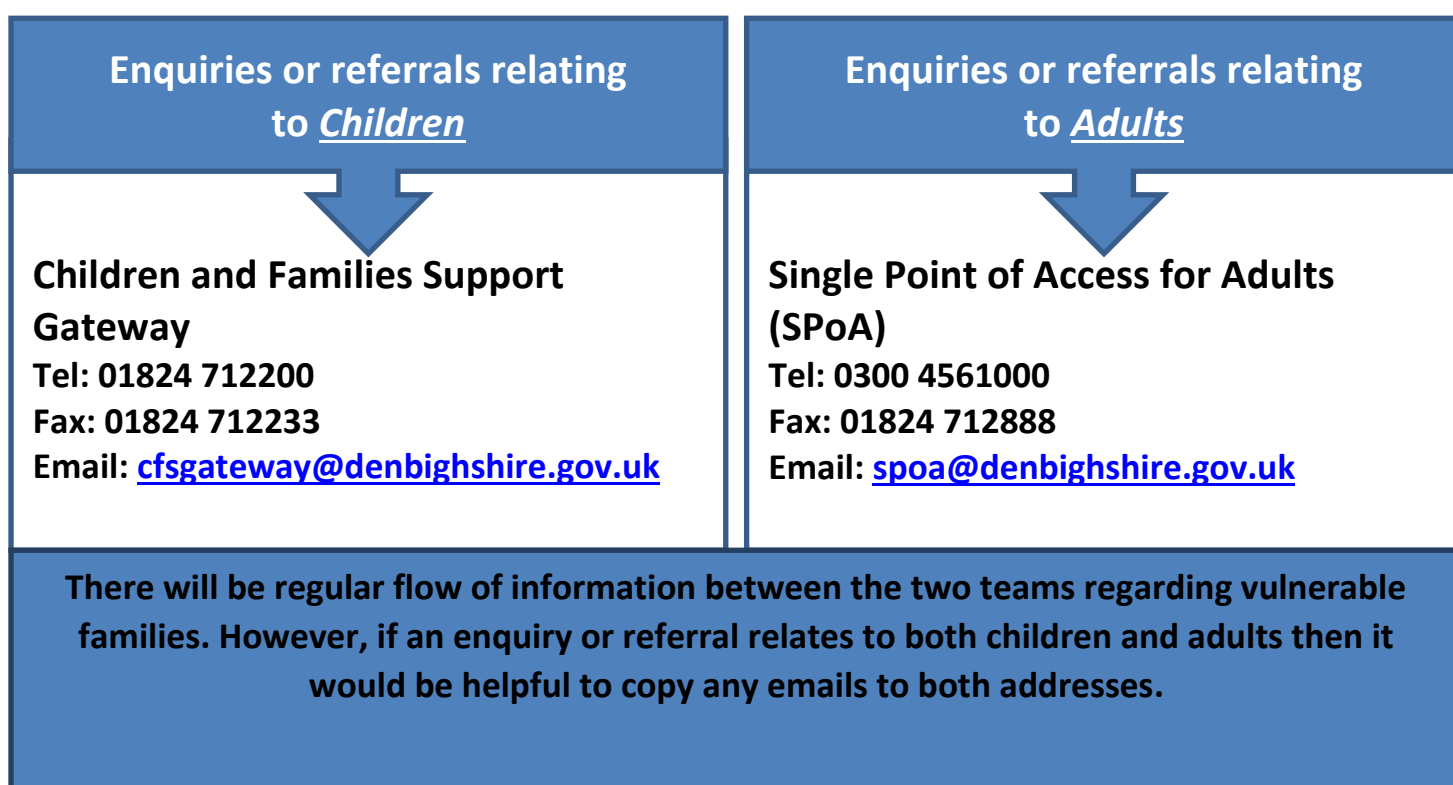 Enquiries or referrals relating
to Children
Children and Families Support
Gateway
Tel: 01824 712200
Fax: 01824 712233
Email: cfsgateway@denbighshire.gov.uk
Enquiries or referrals relating
to Adults
Single Point of Access for Adults
(SPoA)
Tel: 0300 4561000
Fax: 01824 712888
Email: spoa@denbighshire.gov.uk
There will be regular flow of information between the two teams regarding vulnerable
families. However, if an enquiry or referral relates to both children and adults then it
would be helpful to copy any emails to both addresses.